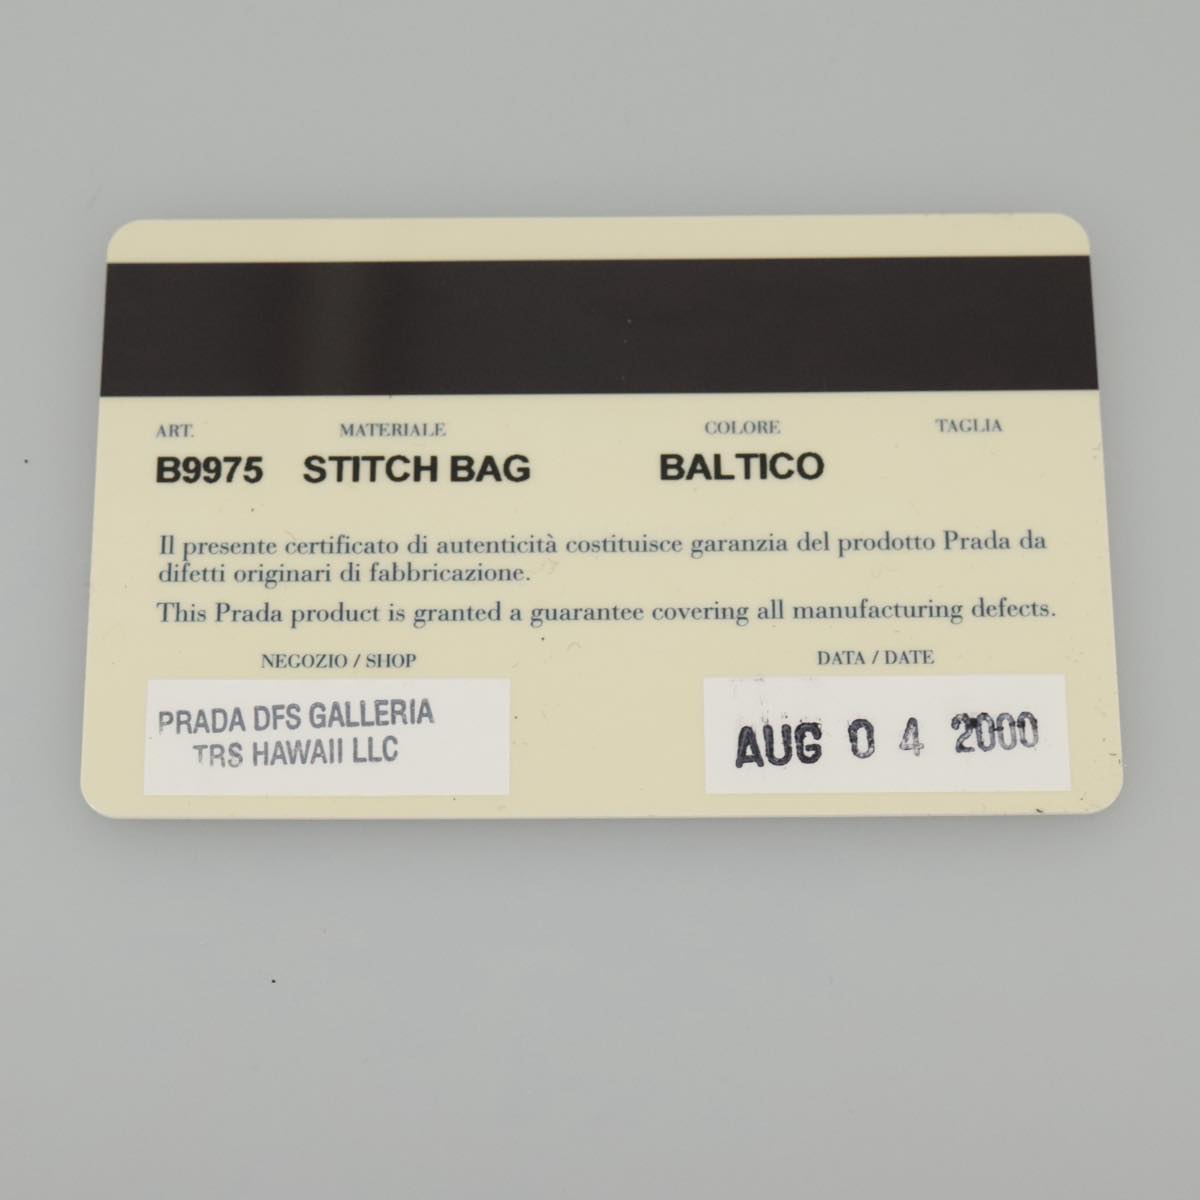 ART. MATERIALE COLORE TAGLIA
B9975 STITCH BAG BALTICO
Il presente certificato di autenticità costituisce garanzia del prodotto Prada da
difetti originari di fabbricazione.
This Prada product is granted a guarantee covering all manufacturing defects.
NEGOZIO / SHOP DATA / DATE
PRADA DFS GALLERIA
TRS HAWAII LLC
AUG 0 4 2000